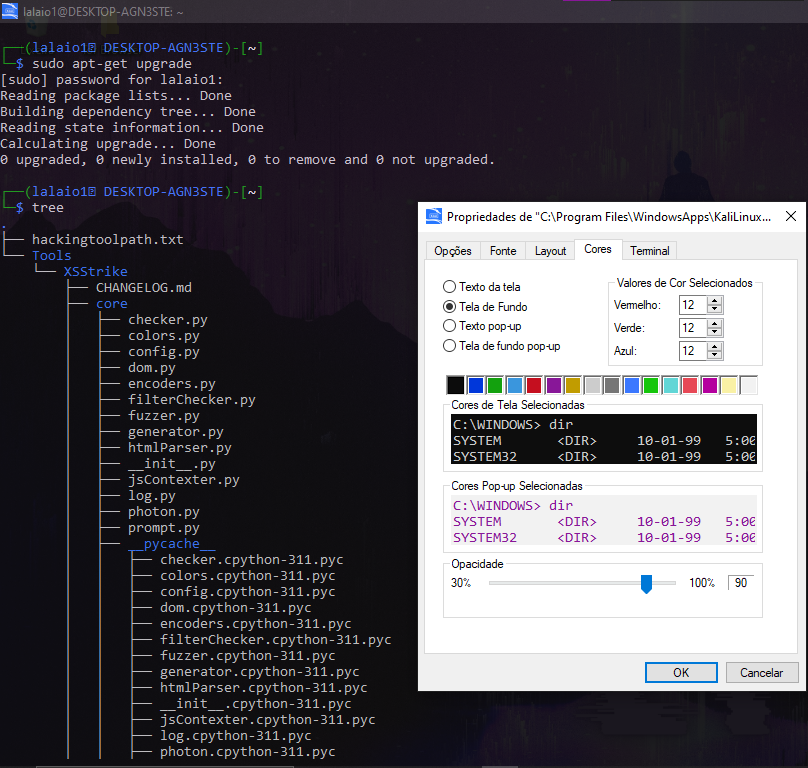 lalaio1@DESKTOP-AGN3STE: ~
┌──(lalaio1㉿ DESKTOP-AGN3STE)-[~]
└─$ sudo apt-get upgrade
[sudo] password for lalaio1:
Reading package lists... Done
Building dependency tree... Done
Reading state information... Done
Calculating upgrade... Done
0 upgraded, 0 newly installed, 0 to remove and 0 not upgraded.
┌──(lalaio1㉿ DESKTOP-AGN3STE)-[~]
└─$ tree
.
├── hackingtoolpath.txt
└── Tools
    └── XSStrike
        ├── CHANGELOG.md
        ├── core
        │   ├── checker.py
        │   ├── colors.py
        │   ├── config.py
        │   ├── dom.py
        │   ├── encoders.py
        │   ├── filterChecker.py
        │   ├── fuzzer.py
        │   ├── generator.py
        │   ├── htmlParser.py
        │   ├── __init__.py
        │   ├── jsContexter.py
        │   ├── log.py
        │   ├── photon.py
        │   ├── prompt.py
        │   ├── __pycache__
        │   │   ├── checker.cpython-311.pyc
        │   │   ├── colors.cpython-311.pyc
        │   │   ├── config.cpython-311.pyc
        │   │   ├── dom.cpython-311.pyc
        │   │   ├── encoders.cpython-311.pyc
        │   │   ├── filterChecker.cpython-311.pyc
        │   │   ├── fuzzer.cpython-311.pyc
        │   │   ├── generator.cpython-311.pyc
        │   │   ├── htmlParser.cpython-311.pyc
        │   │   ├── __init__.cpython-311.pyc
        │   │   ├── jsContexter.cpython-311.pyc
        │   │   ├── log.cpython-311.pyc
        │   │   ├── photon.cpython-311.pyc
Propriedades de "C:\Program Files\WindowsApps\KaliLinux...
Opções Fonte Layout Cores Terminal
Texto da tela
Tela de Fundo
Texto pop-up
Tela de fundo pop-up
Valores de Cor Selecionados
Vermelho: 12
Verde: 12
Azul: 12
Cores de Tela Selecionadas
C:\WINDOWS> dir
SYSTEM <DIR> 10-01-99 5:00
SYSTEM32 <DIR> 10-01-99 5:00
Cores Pop-up Selecionadas
C:\WINDOWS> dir
SYSTEM <DIR> 10-01-99 5:00
SYSTEM32 <DIR> 10-01-99 5:00
Opacidade
30% 100% 90
OK Cancelar